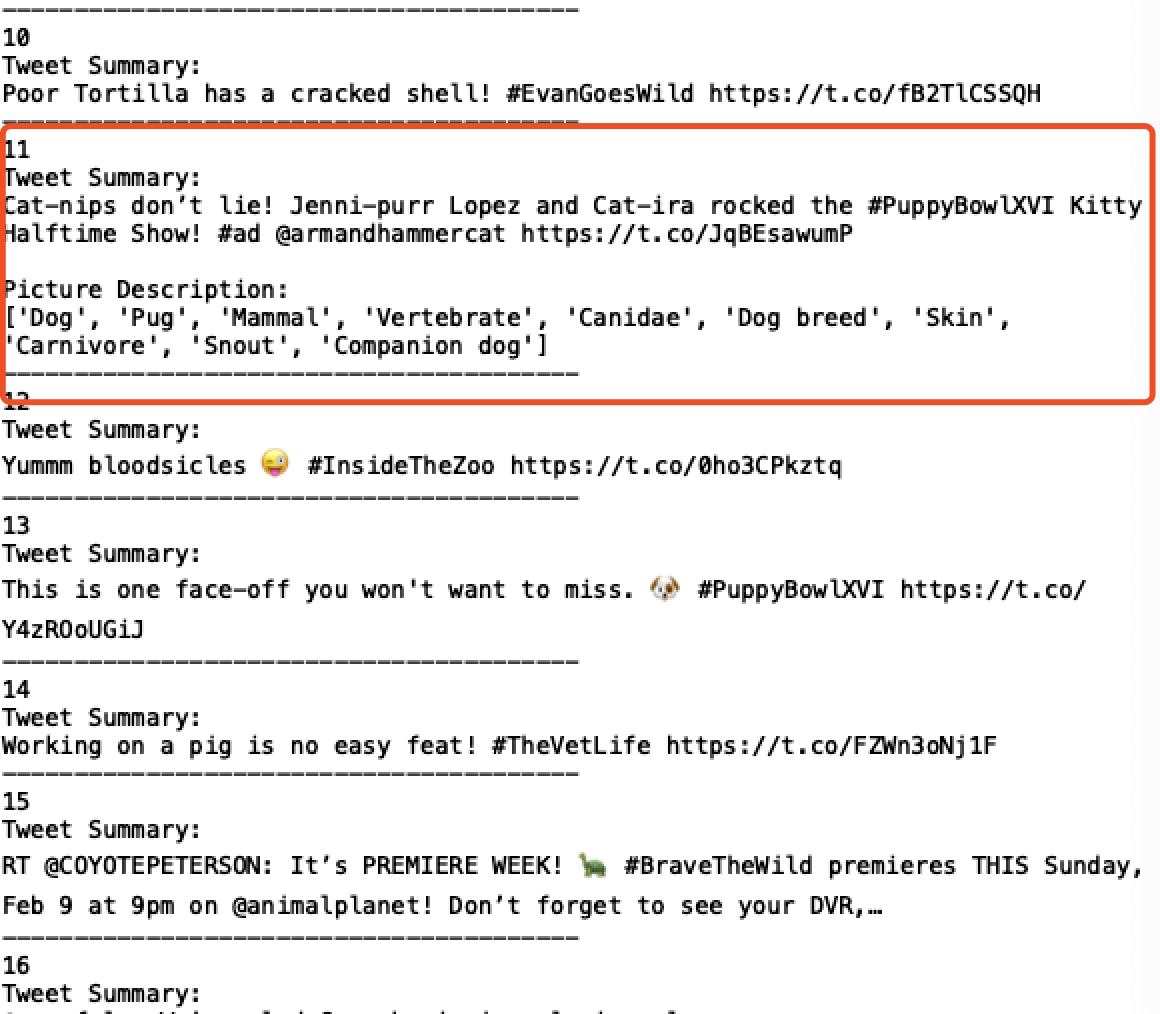 ----------------------------------------
10
Tweet Summary:
Poor Tortilla has a cracked shell! #EvanGoesWild https://t.co/fB2TlCSSQH
----------------------------------------
11
Tweet Summary:
Cat-nips don’t lie! Jenni-purr Lopez and Cat-ira rocked the #PuppyBowlXVI Kitty
Halftime Show! #ad @armandhammercat https://t.co/JqBEsawumP
Picture Description:
['Dog', 'Pug', 'Mammal', 'Vertebrate', 'Canidae', 'Dog breed', 'Skin',
'Carnivore', 'Snout', 'Companion dog']
----------------------------------------
12
Tweet Summary:
Yummm bloodsicles 😜 #InsideTheZoo https://t.co/0ho3CPkztq
----------------------------------------
13
Tweet Summary:
This is one face-off you won't want to miss. 🐶 #PuppyBowlXVI https://t.co/
Y4zROoUGiJ
----------------------------------------
14
Tweet Summary:
Working on a pig is no easy feat! #TheVetLife https://t.co/FZWn3oNj1F
----------------------------------------
15
Tweet Summary:
RT @COYOTEPETERSON: It’s PREMIERE WEEK! 🐢 #BraveTheWild premieres THIS Sunday,
Feb 9 at 9pm on @animalplanet! Don’t forget to see your DVR,…
----------------------------------------
16
Tweet Summary: